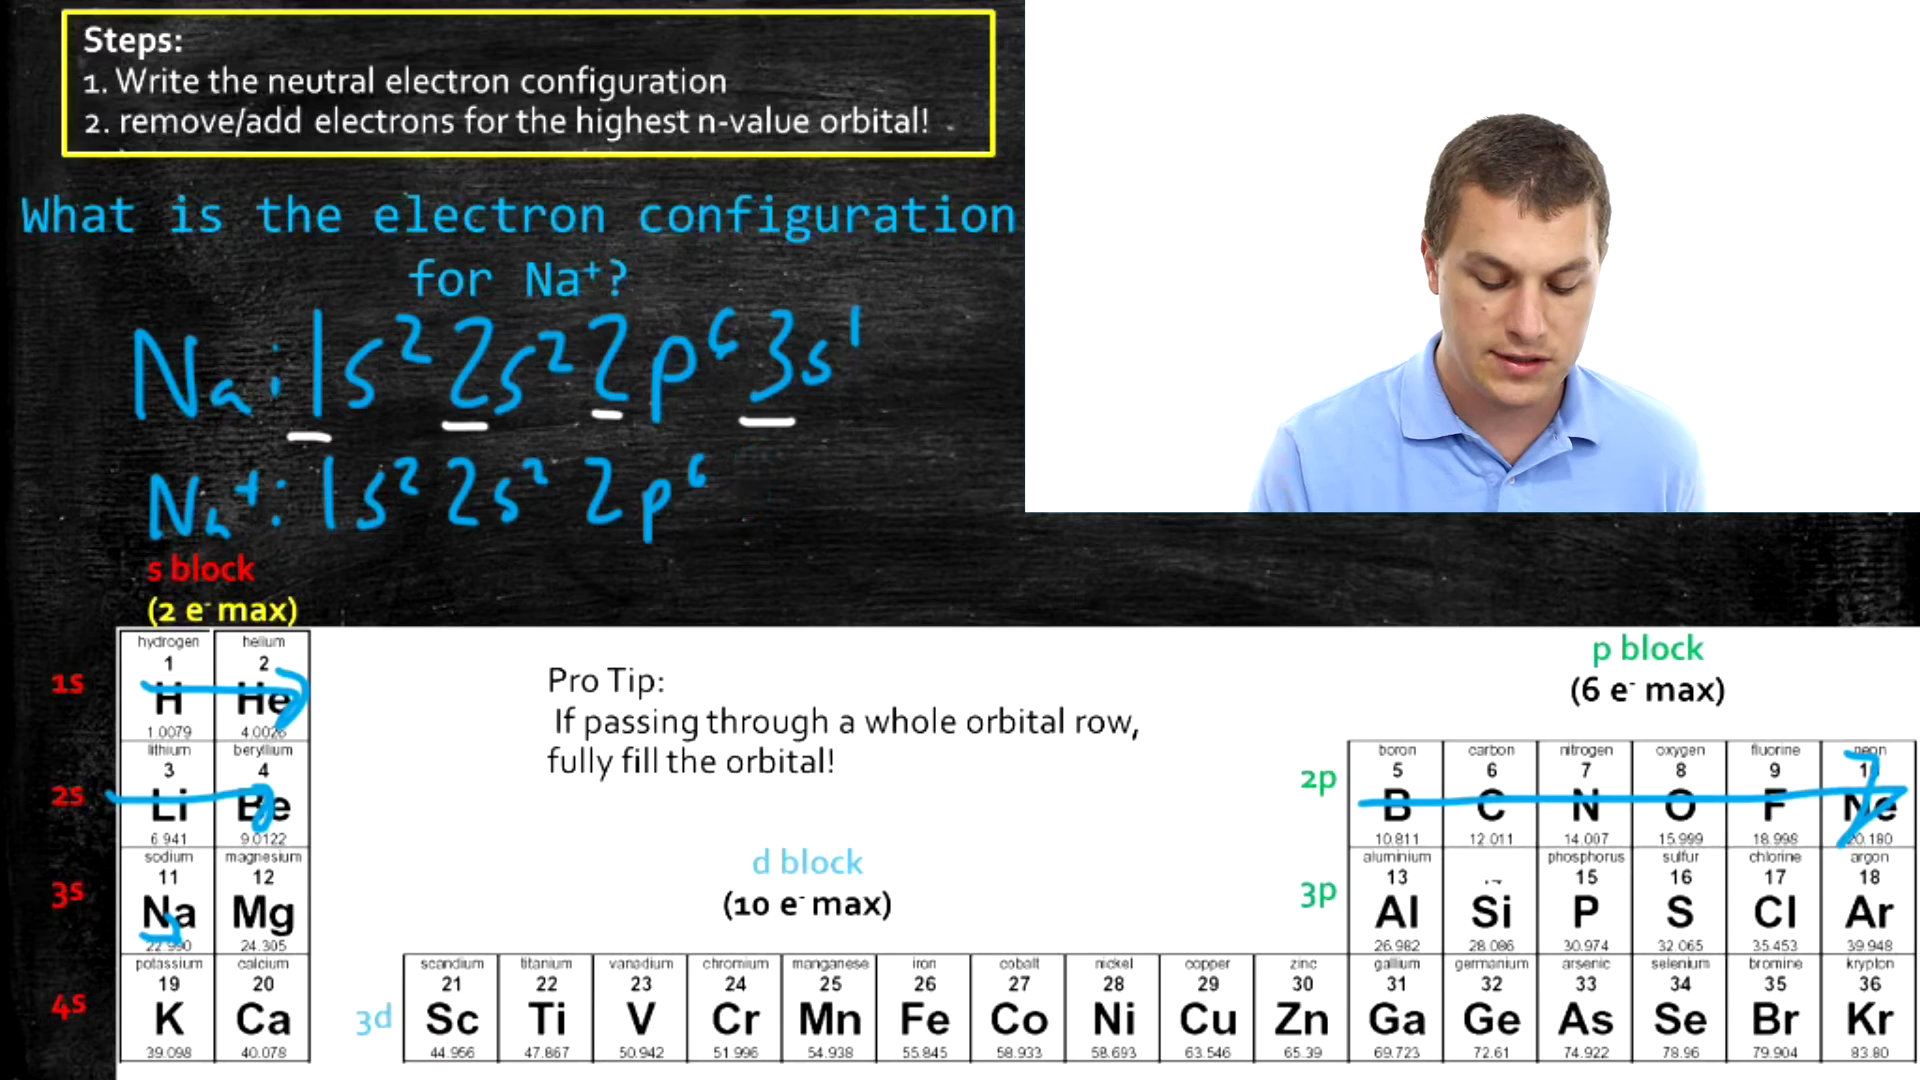 Steps:
1. Write the neutral electron configuration
2. remove/add electrons for the highest n-value orbital!
What is the electron configuration
for Na⁺?
Na: 1s² 2s² 2p⁶ 3s¹
Na⁺: 1s² 2s² 2p⁶
s block
(2 e⁻ max)
p block
(6 e⁻ max)
Pro Tip:
If passing through a whole orbital row,
fully fill the orbital!
d block
(10 e⁻ max)
hydrogen helium
1 2
1s H He
1.0079 4.0026
lithium beryllium boron carbon nitrogen oxygen fluorine neon
3 4 5 6 7 8 9 10
2s Li Be 2p B C N O F Ne
6.941 9.0122 10.811 12.011 14.007 15.999 18.998 20.180
sodium magnesium aluminium phosphorus sulfur chlorine argon
11 12 13 15 16 17 18
3s Na Mg 3p Al Si P S Cl Ar
22.990 24.305 26.982 28.086 30.974 32.065 35.453 39.948
potassium calcium scandium titanium vanadium chromium manganese iron cobalt nickel copper zinc gallium germanium arsenic selenium bromine krypton
19 20 21 22 23 24 25 26 27 28 29 30 31 32 33 34 35 36
4s K Ca 3d Sc Ti V Cr Mn Fe Co Ni Cu Zn Ga Ge As Se Br Kr
39.098 40.078 44.956 47.867 50.942 51.996 54.938 55.845 58.933 58.693 63.546 65.39 69.723 72.61 74.922 78.96 79.904 83.80